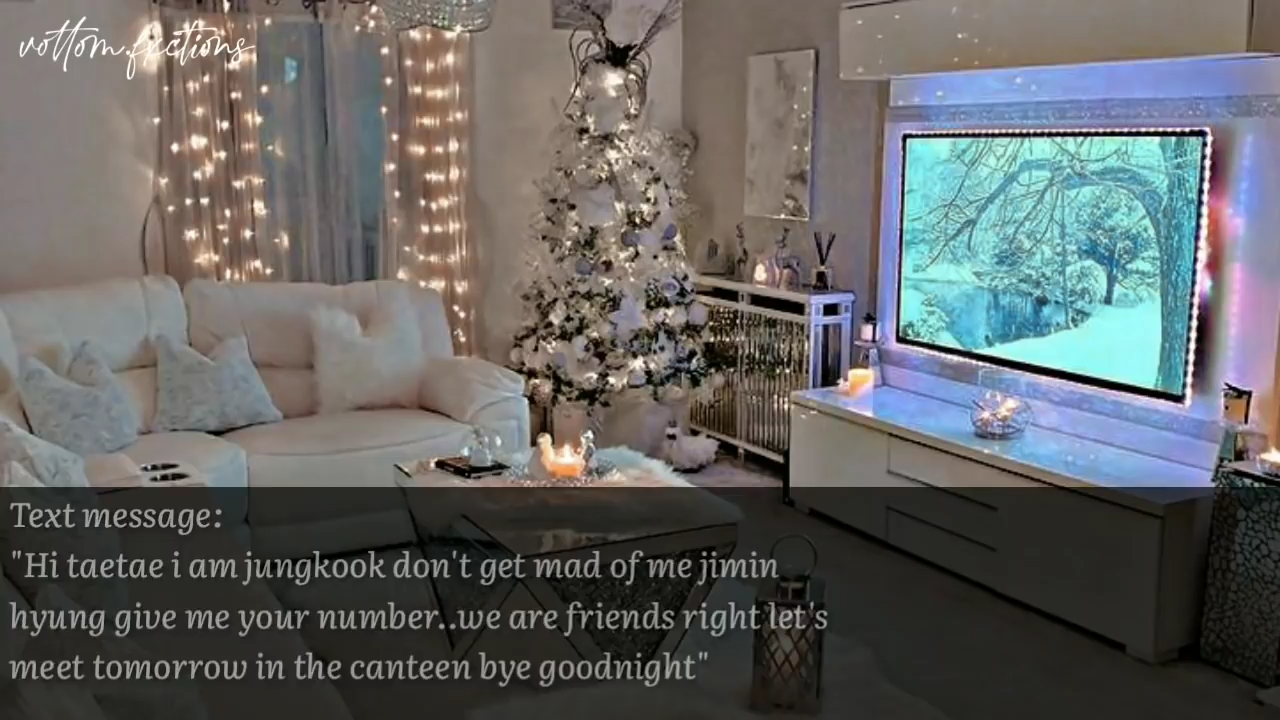 vottom.fictions
Text message:
"Hi taetae i am jungkook don't get mad of me jimin
hyung give me your number..we are friends right let's
meet tomorrow in the canteen bye goodnight"